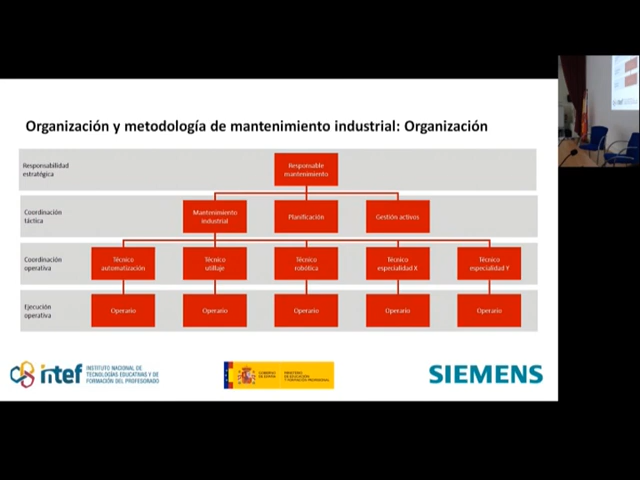 Organización y metodología de mantenimiento industrial: Organización
Responsabilidad
estratégica
Responsable
mantenimiento
Coordinación
táctica
Mantenimiento
industrial
Planificación
Gestión activos
Coordinación
operativa
Técnico
automatización
Técnico
utillaje
Técnico
robótica
Técnico
especialidad X
Técnico
especialidad Y
Ejecución
operativa
Operario
Operario
Operario
Operario
Operario
intef
INSTITUTO NACIONAL DE
TECNOLOGÍAS EDUCATIVAS Y DE
FORMACIÓN DEL PROFESORADO
GOBIERNO
DE ESPAÑA
MINISTERIO
DE EDUCACIÓN
Y FORMACIÓN PROFESIONAL
SIEMENS